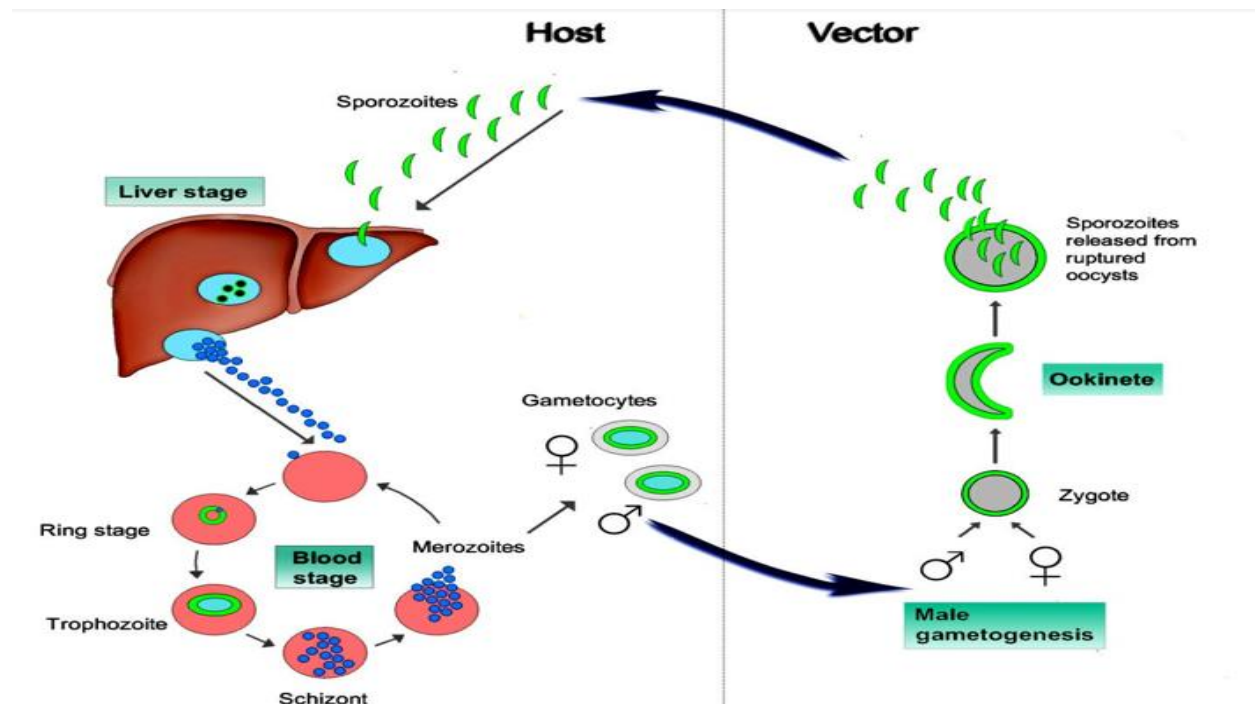 Host
Vector
Sporozoites
Liver stage
Sporozoites
released from
ruptured
oocysts
Ookinete
Gametocytes
Zygote
Ring stage
Merozoites
Blood
stage
Trophozoite
Male
gametogenesis
Schizont